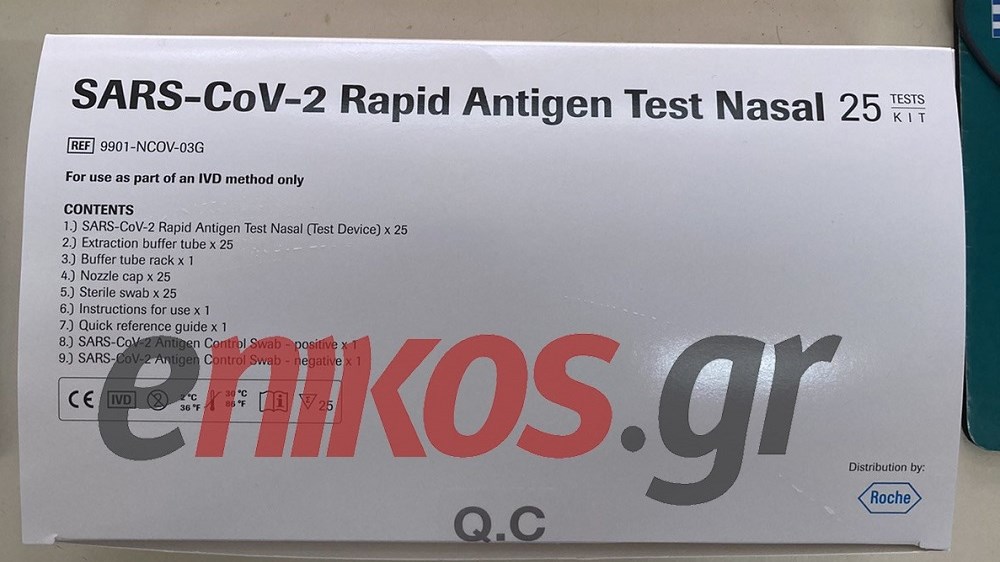 SARS-CoV-2 Rapid Antigen Test Nasal 25 TESTS
KIT
REF 9901-NCOV-03G
For use as part of an IVD method only
CONTENTS
1.) SARS-CoV-2 Rapid Antigen Test Nasal (Test Device) x 25
2.) Extraction buffer tube x 25
3.) Buffer tube rack x 1
4.) Nozzle cap x 25
5.) Sterile swab x 25
6.) Instructions for use x 1
7.) Quick reference guide x 1
8.) SARS-CoV-2 Antigen Control Swab - positive x 1
9.) SARS-CoV-2 Antigen Control Swab - negative x 1
enikos.gr
CE IVD 2 2°C 30 °C i Σ 25
36 °F 86 °F
Distribution by:
Roche
Q.C